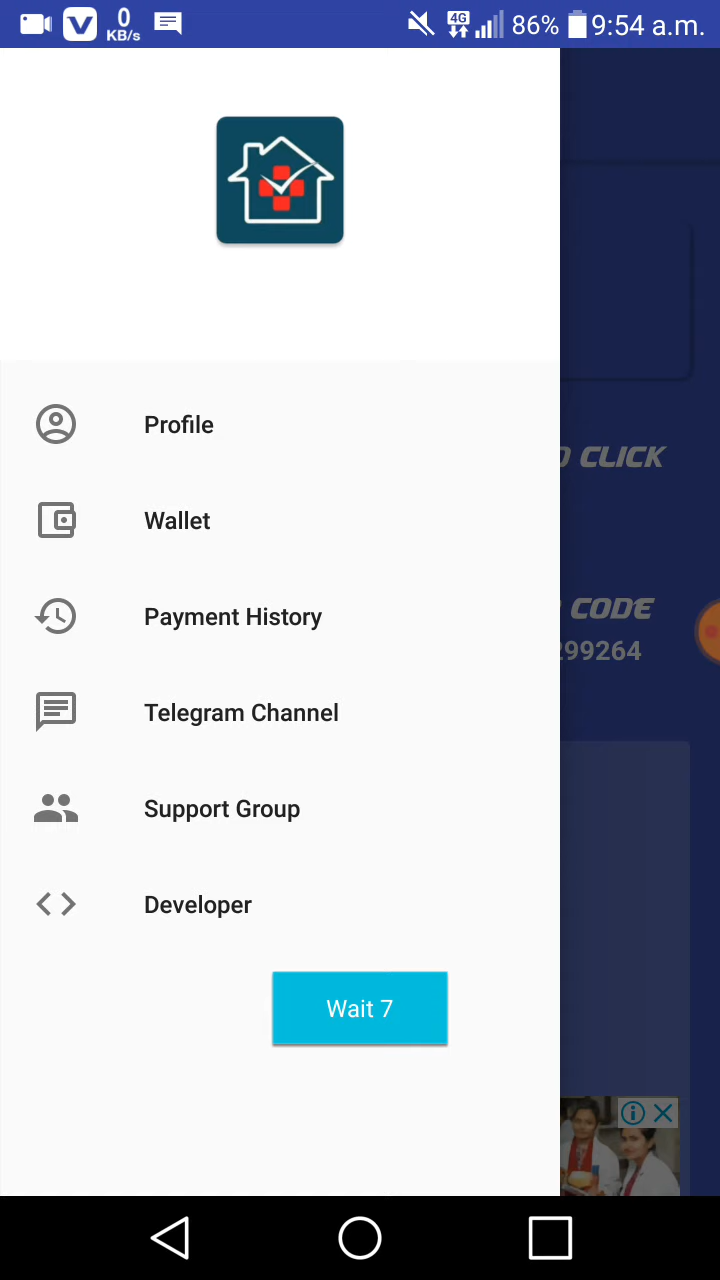 0
KB/s
4G
86%
9:54 a.m.
Profile
CLICK
Wallet
Payment History
CODE
299264
Telegram Channel
Support Group
Developer
Wait 7